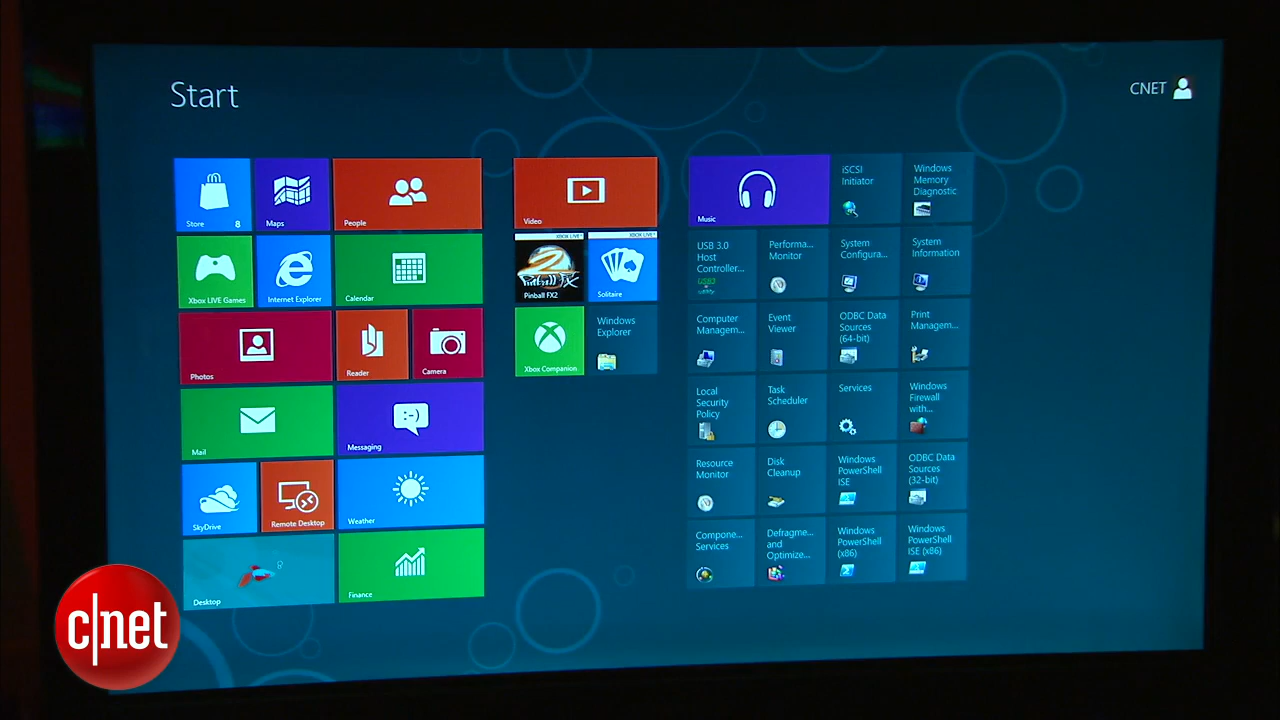 Start
CNET
Store
8
Maps
People
Xbox LIVE Games
Internet Explorer
Calendar
Photos
Reader
Camera
Mail
Messaging
SkyDrive
Remote Desktop
Weather
Desktop
Finance
Video
XBOX LIVE
Pinball FX2
XBOX LIVE
Solitaire
Xbox Companion
Windows
Explorer
Music
iSCSI
Initiator
Windows
Memory
Diagnostic
USB 3.0
Host
Controller...
Performa...
Monitor
System
Configura...
System
Information
Computer
Managem...
Event
Viewer
ODBC Data
Sources
(64-bit)
Print
Managem...
Local
Security
Policy
Task
Scheduler
Services
Windows
Firewall
with...
Resource
Monitor
Disk
Cleanup
Windows
PowerShell
ISE
ODBC Data
Sources
(32-bit)
Compone...
Services
Defragme...
and
Optimize...
Windows
PowerShell
(x86)
Windows
PowerShell
ISE (x86)
c|net